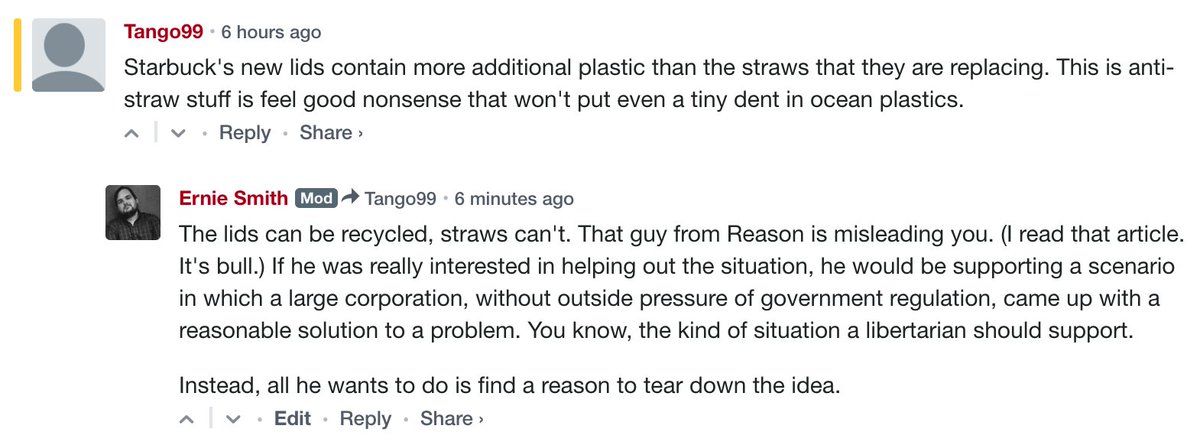 Tango99 • 6 hours ago
Starbuck's new lids contain more additional plastic than the straws that they are replacing. This is anti-
straw stuff is feel good nonsense that won't put even a tiny dent in ocean plastics.
Reply • Share ›
Ernie Smith Mod Tango99 • 6 minutes ago
The lids can be recycled, straws can't. That guy from Reason is misleading you. (I read that article.
It's bull.) If he was really interested in helping out the situation, he would be supporting a scenario
in which a large corporation, without outside pressure of government regulation, came up with a
reasonable solution to a problem. You know, the kind of situation a libertarian should support.
Instead, all he wants to do is find a reason to tear down the idea.
Edit • Reply • Share ›